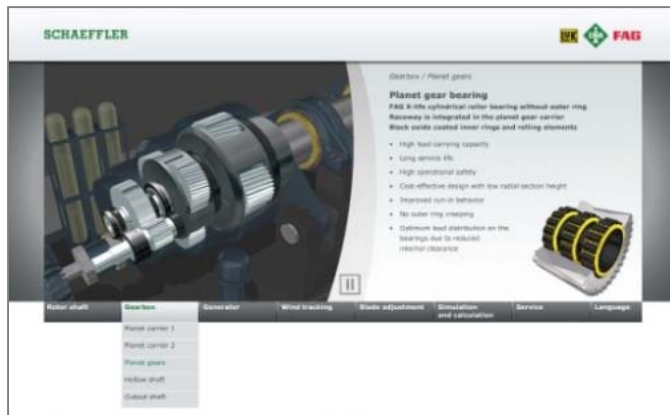 SCHAEFFLER
LuK INA FAG
Gearbox / Planet gears
Planet gear bearing
FAG X-life cylindrical roller bearing without outer ring
Raceway is integrated in the planet gear carrier
Black oxide coated inner rings and rolling elements
• High load carrying capacity
• Long service life
• High operational safety
• Cost-effective design with low radial section height
• Improved run-in behavior
• No outer ring creeping
• Optimum load distribution on the
bearings due to reduced
internal clearance
Rotor shaft Gearbox Generator Wind tracking Blade adjustment Simulation
and calculation Service Language
Planet carrier 1
Planet carrier 2
Planet gears
Hollow shaft
Output shaft